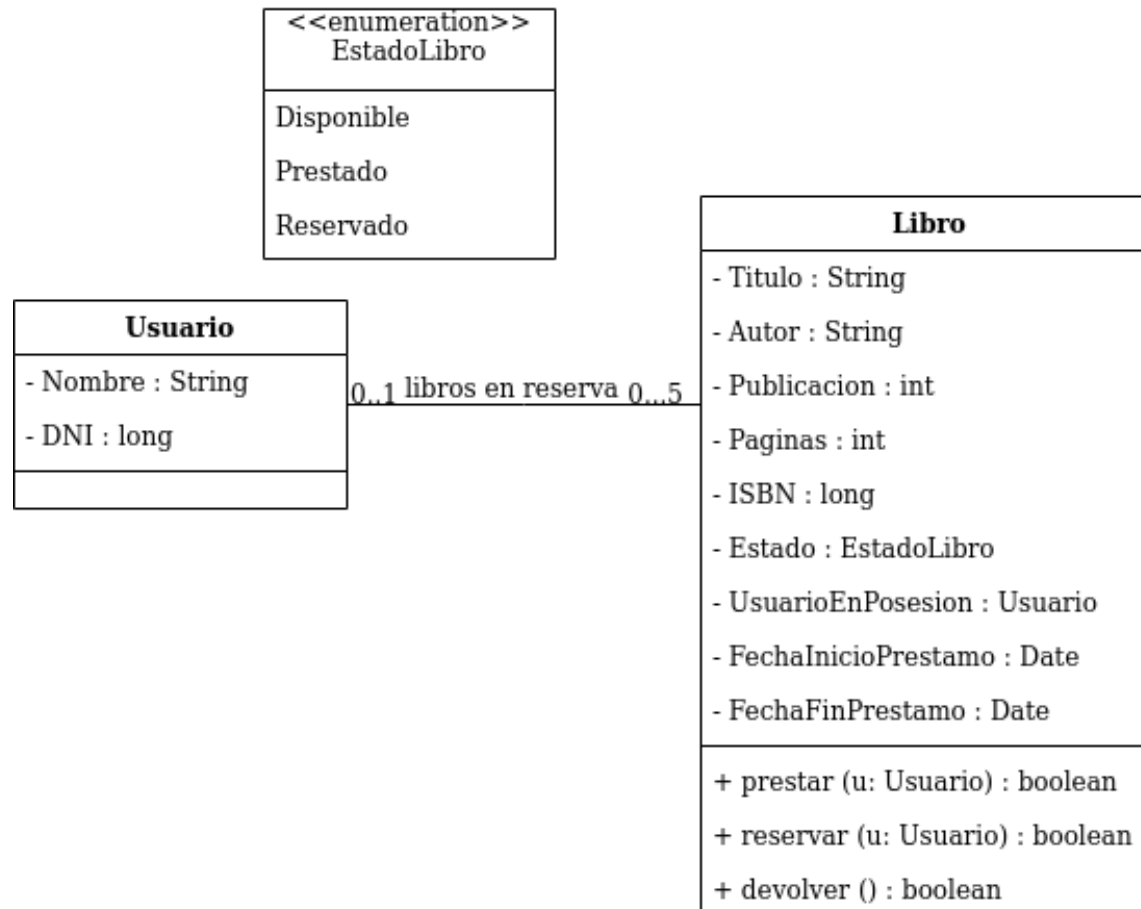 <<enumeration>>
EstadoLibro
Disponible
Prestado
Reservado
Usuario
- Nombre : String
- DNI : long
0..1 libros en reserva 0...5
Libro
- Titulo : String
- Autor : String
- Publicacion : int
- Paginas : int
- ISBN : long
- Estado : EstadoLibro
- UsuarioEnPosesion : Usuario
- FechaInicioPrestamo : Date
- FechaFinPrestamo : Date
+ prestar (u: Usuario) : boolean
+ reservar (u: Usuario) : boolean
+ devolver () : boolean